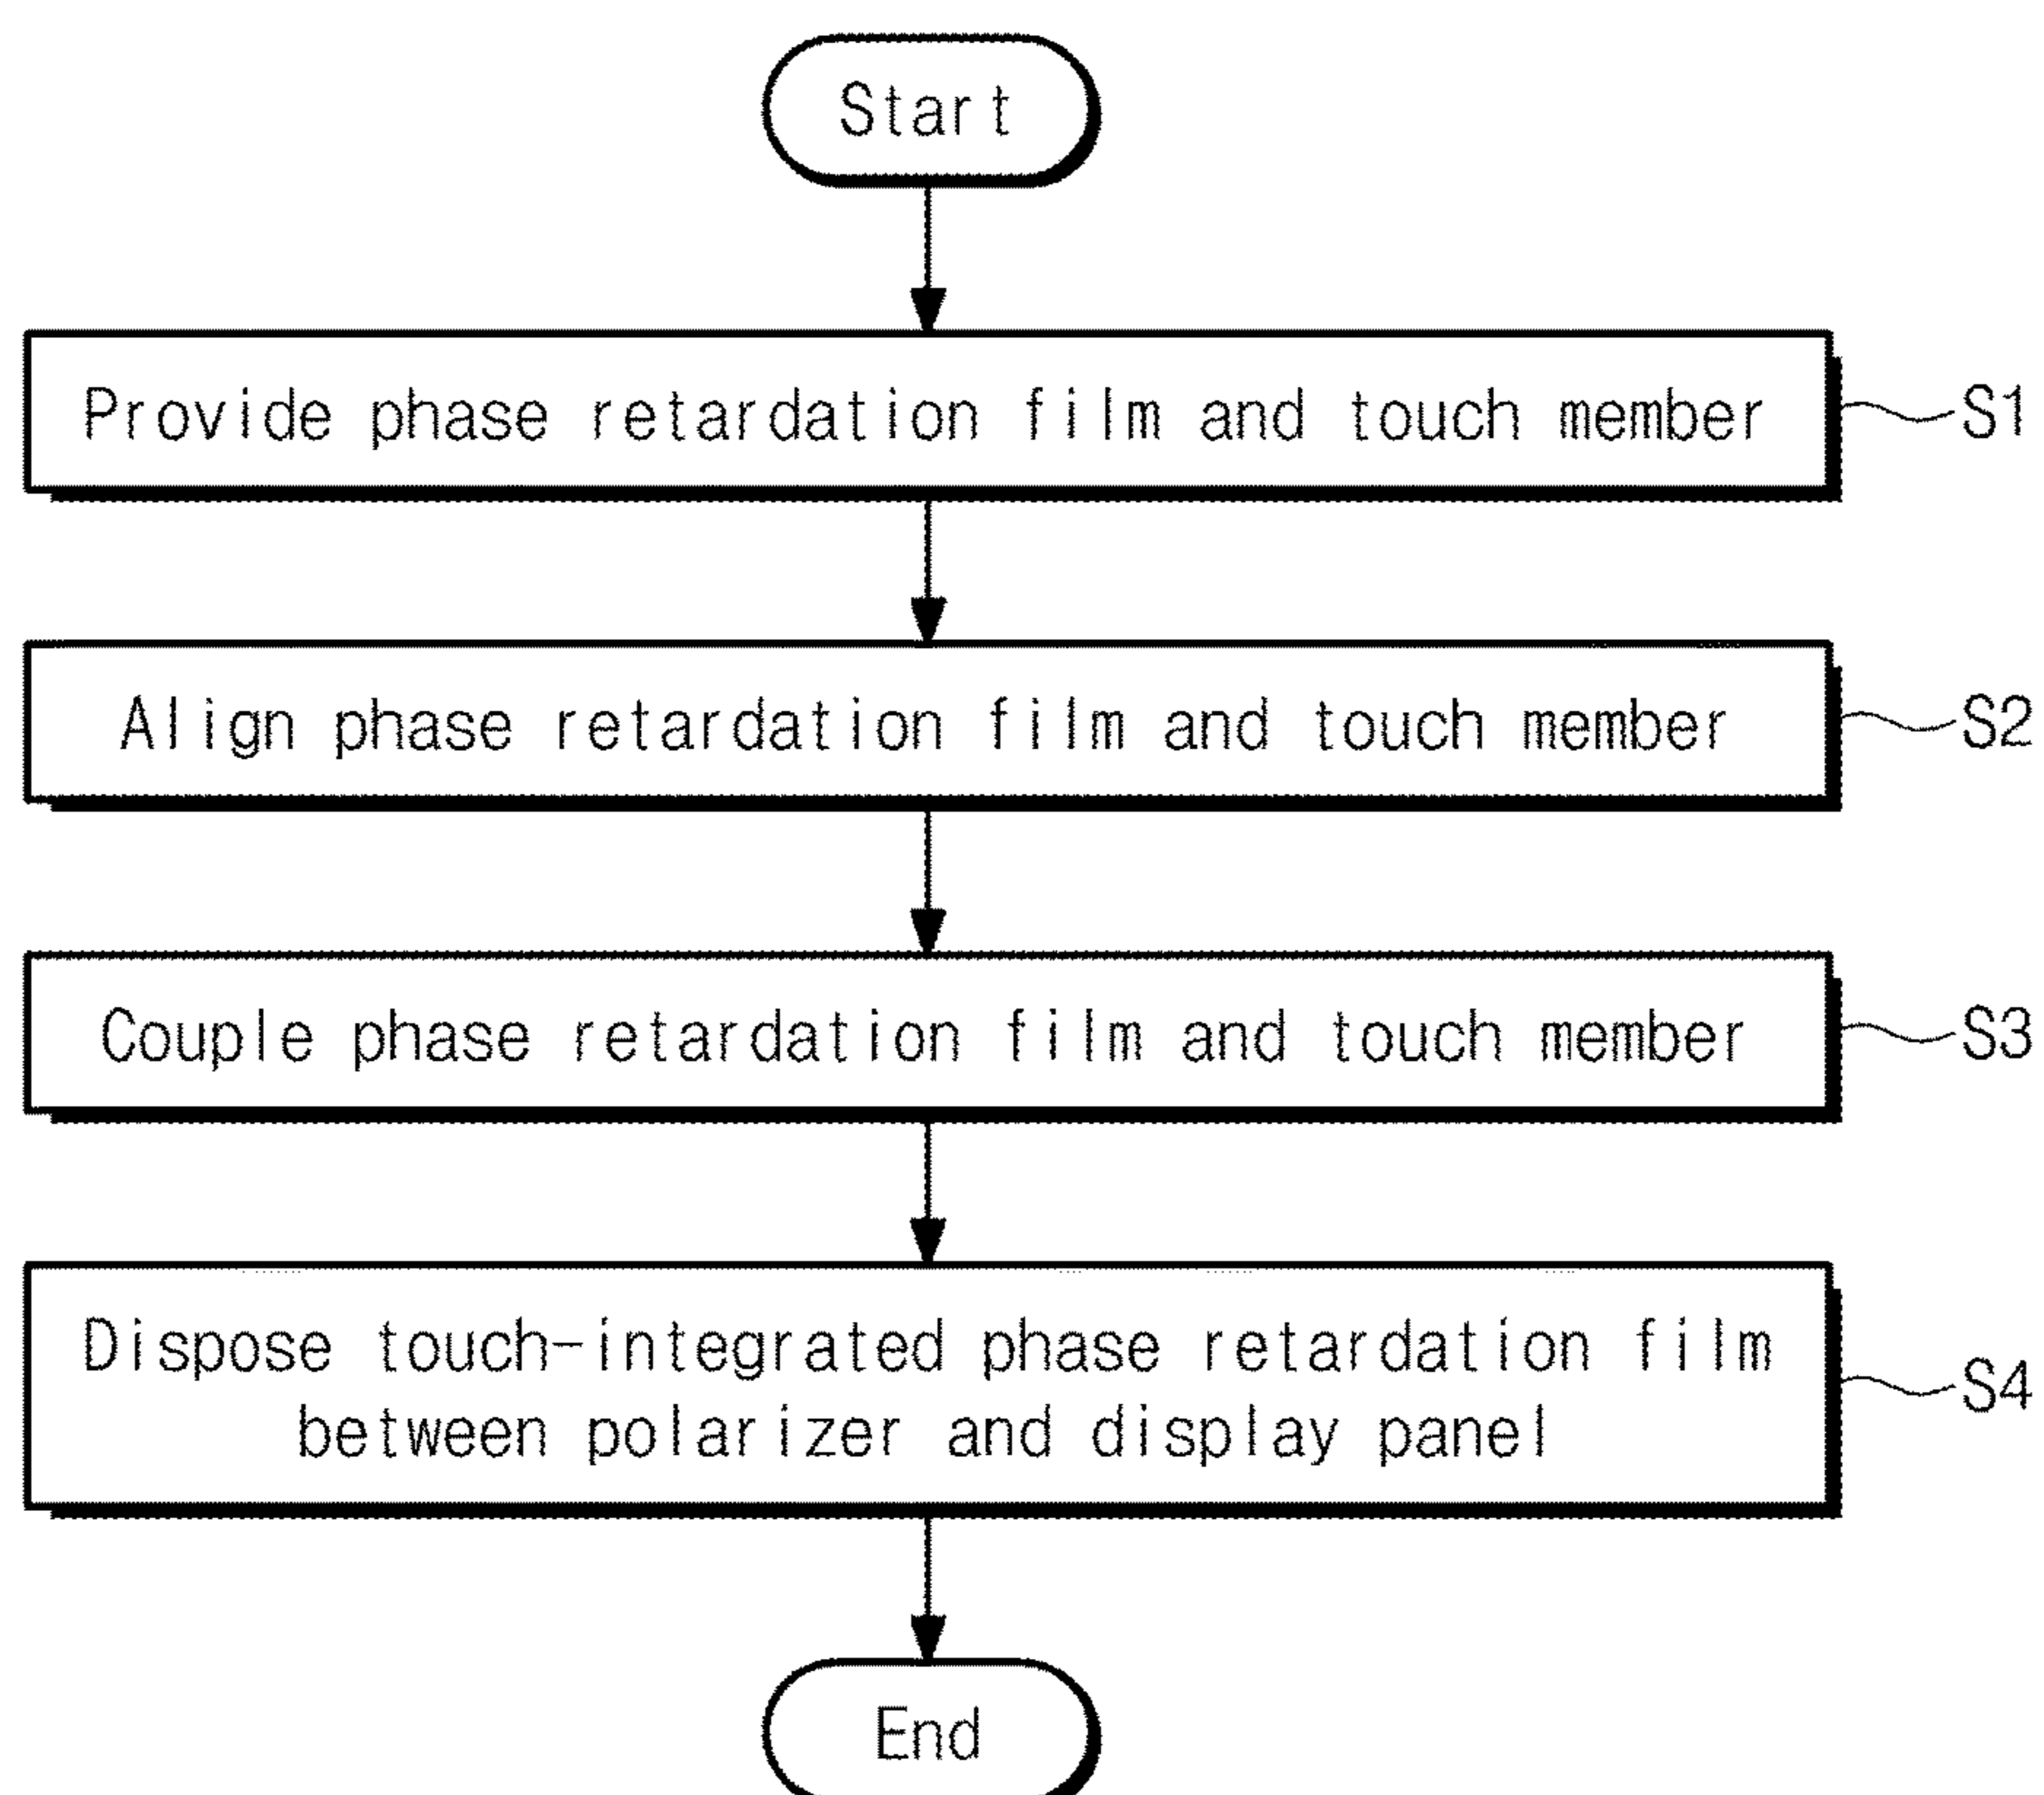 Start
Provide phase retardation film and touch member
S1
Align phase retardation film and touch member
S2
Couple phase retardation film and touch member
S3
Dispose touch-integrated phase retardation film
between polarizer and display panel
S4
End